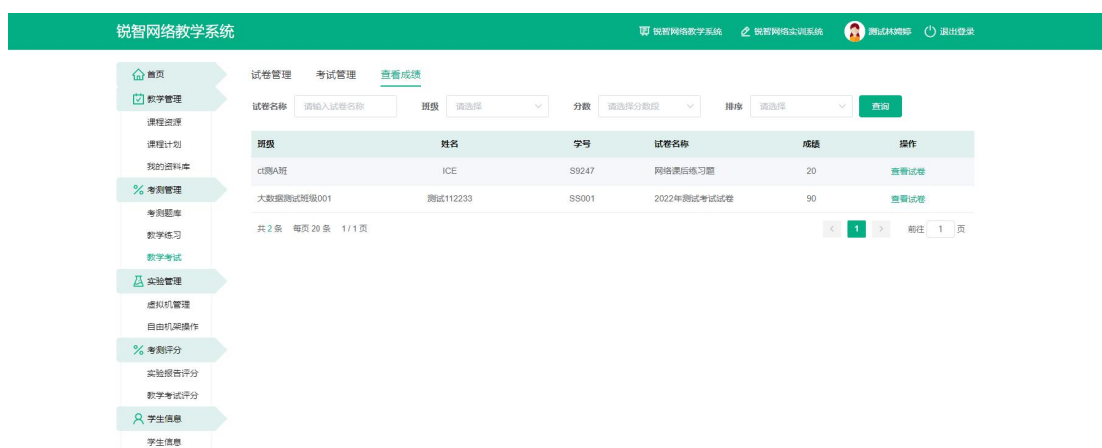 锐智网络教学系统
锐智网络教学系统 锐智网络实训系统 测试林婷婷 退出登录
首页
教学管理
课程资源
课程计划
我的资料库
考测管理
考测题库
教学练习
教学考试
实验管理
虚拟机管理
自由机架操作
考测评分
实验报告评分
教学考试评分
学生信息
学生信息
试卷管理 考试管理 查看成绩
试卷名称 请输入试卷名称 班级 请选择 分数 请选择分数段 排序 请选择 查询
班级 姓名 学号 试卷名称 成绩 操作
ct测A班 ICE S9247 网络课后练习题 20 查看试卷
大数据测试班级001 测试112233 SS001 2022年测试考试试卷 90 查看试卷
共 2 条 每页 20 条 1 / 1 页 < 1 > 前往 1 页